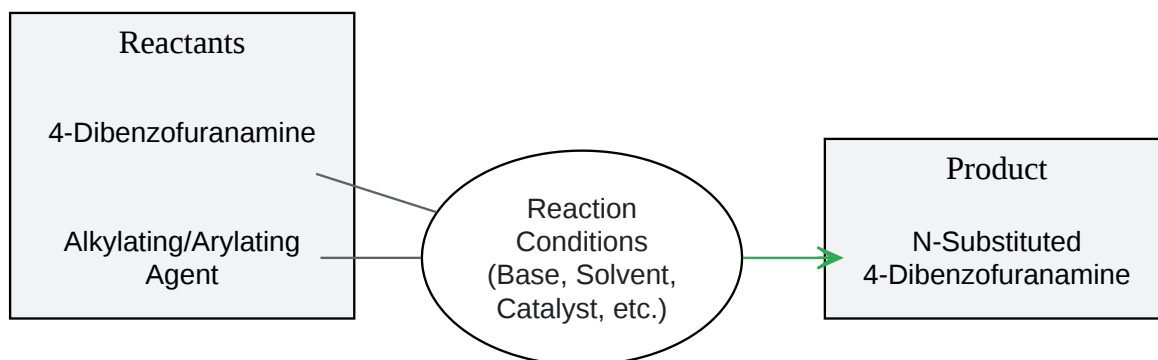 Reactants
4-Dibenzofuranamine
Alkylating/Arylating
Agent
Reaction
Conditions
(Base, Solvent,
Catalyst, etc.)
Product
N-Substituted
4-Dibenzofuranamine